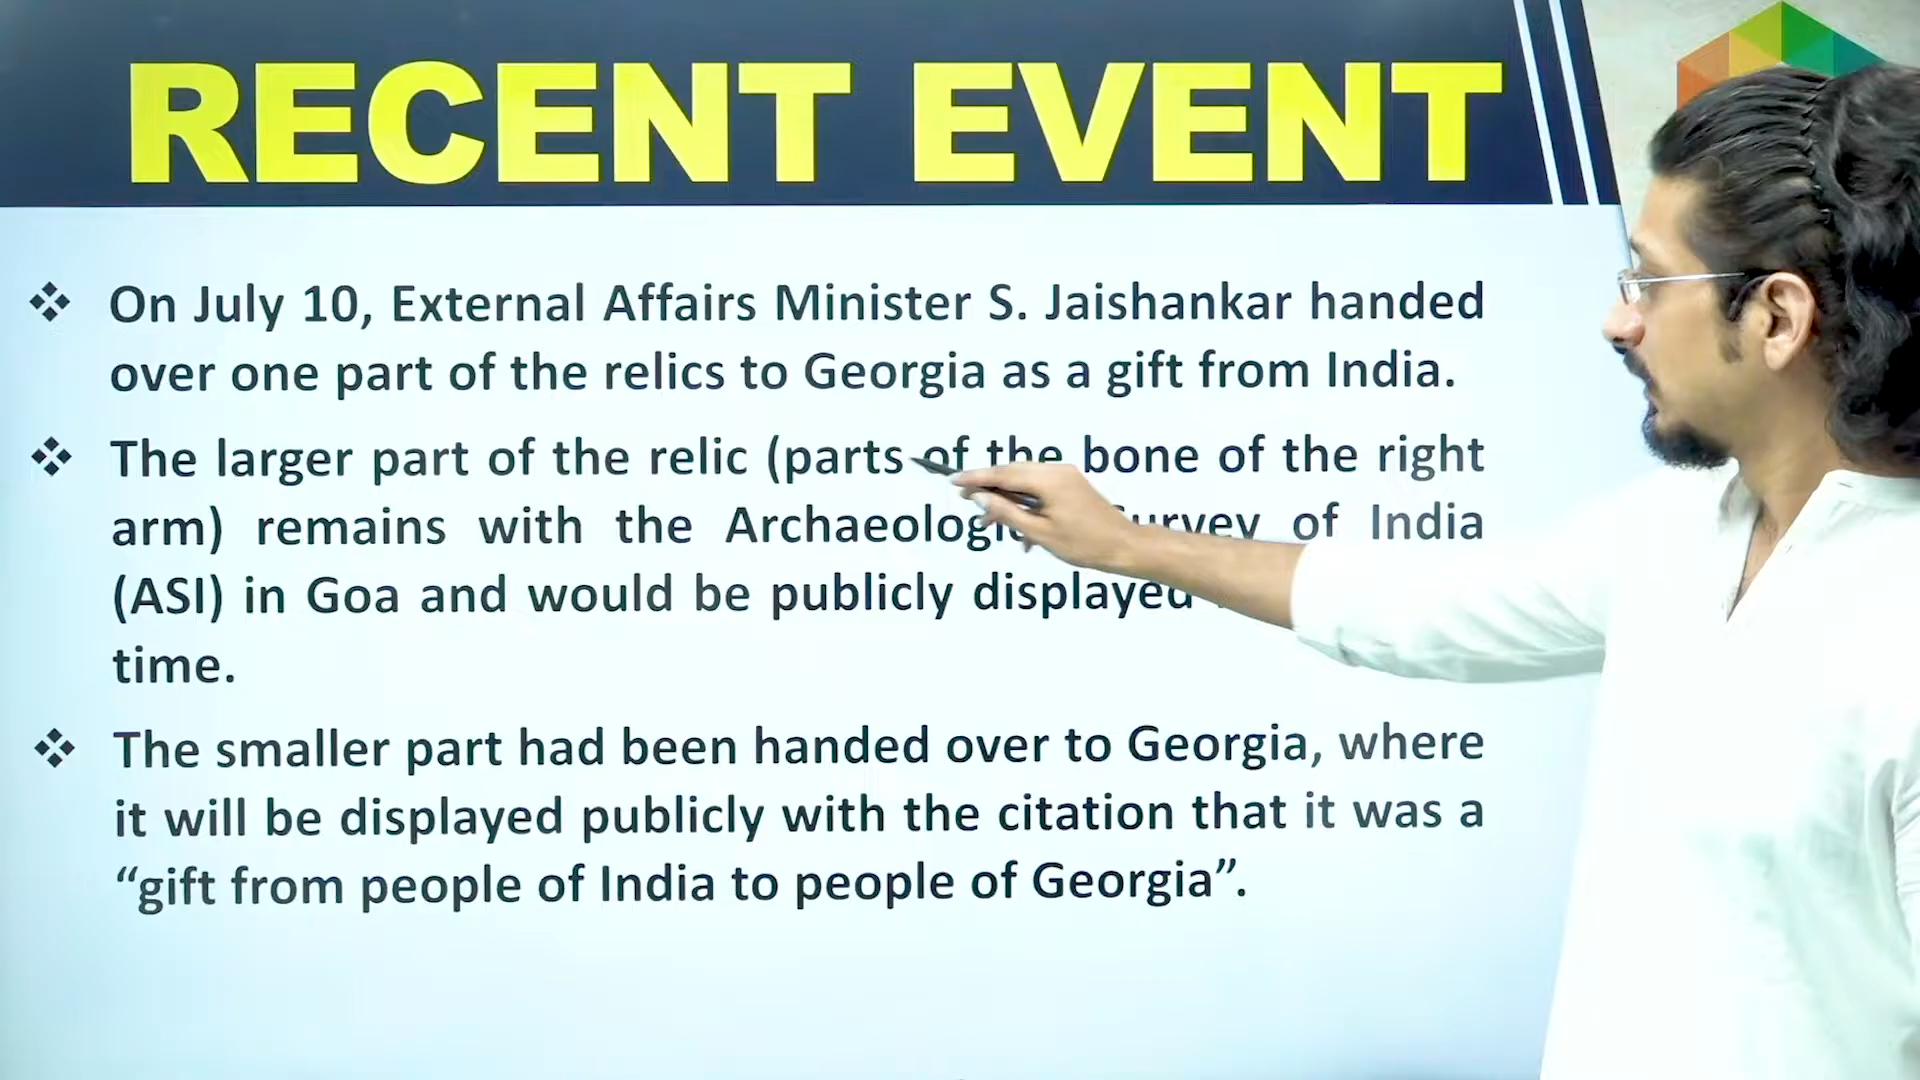 RECENT EVENT
❖ On July 10, External Affairs Minister S. Jaishankar handed
over one part of the relics to Georgia as a gift from India.
❖ The larger part of the relic (parts of the bone of the right
arm) remains with the Archaeological Survey of India
(ASI) in Goa and would be publicly displayed
time.
❖ The smaller part had been handed over to Georgia, where
it will be displayed publicly with the citation that it was a
“gift from people of India to people of Georgia”.